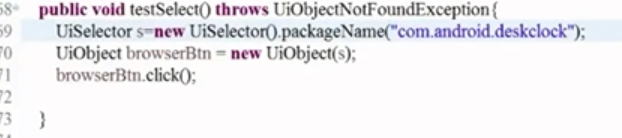 68 public void testSelect() throws UiObjectNotFoundException{
69 UiSelector s=new UiSelector().packageName("com.android.deskclock");
70 UiObject browserBtn = new UiObject(s);
71 browserBtn.click();
72
73 }